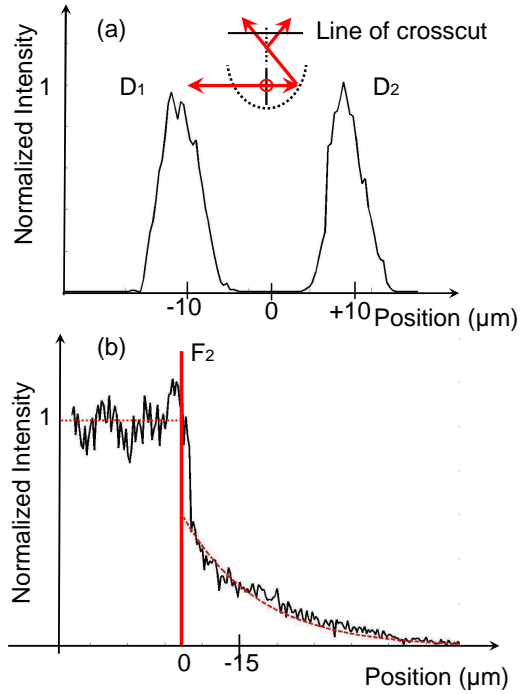 (a)
Line of crosscut
Normalized Intensity
1
D1
D2
-10
0
+10
Position (µm)
(b)
F2
Normalized Intensity
1
0
-15
Position (µm)